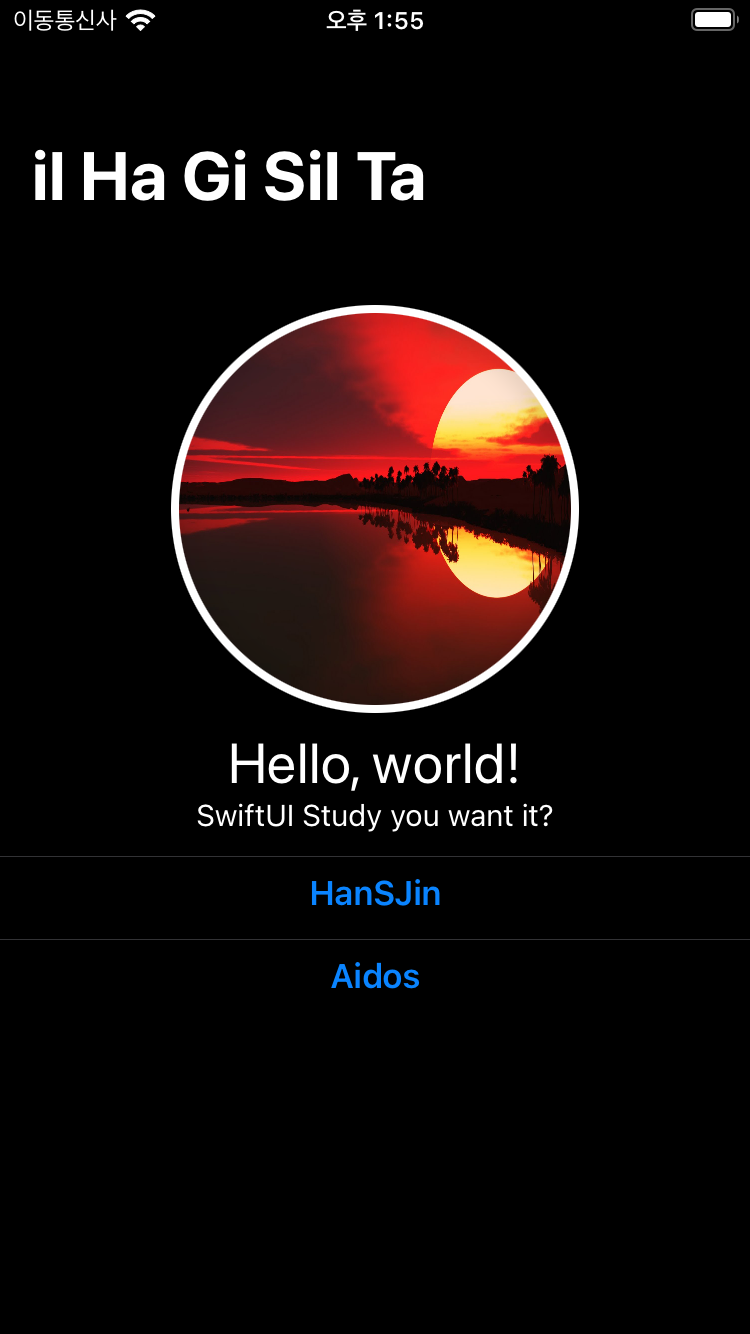 이동통신사
오후 1:55
il Ha Gi Sil Ta
Hello, world!
SwiftUI Study you want it?
HanSJin
Aidos